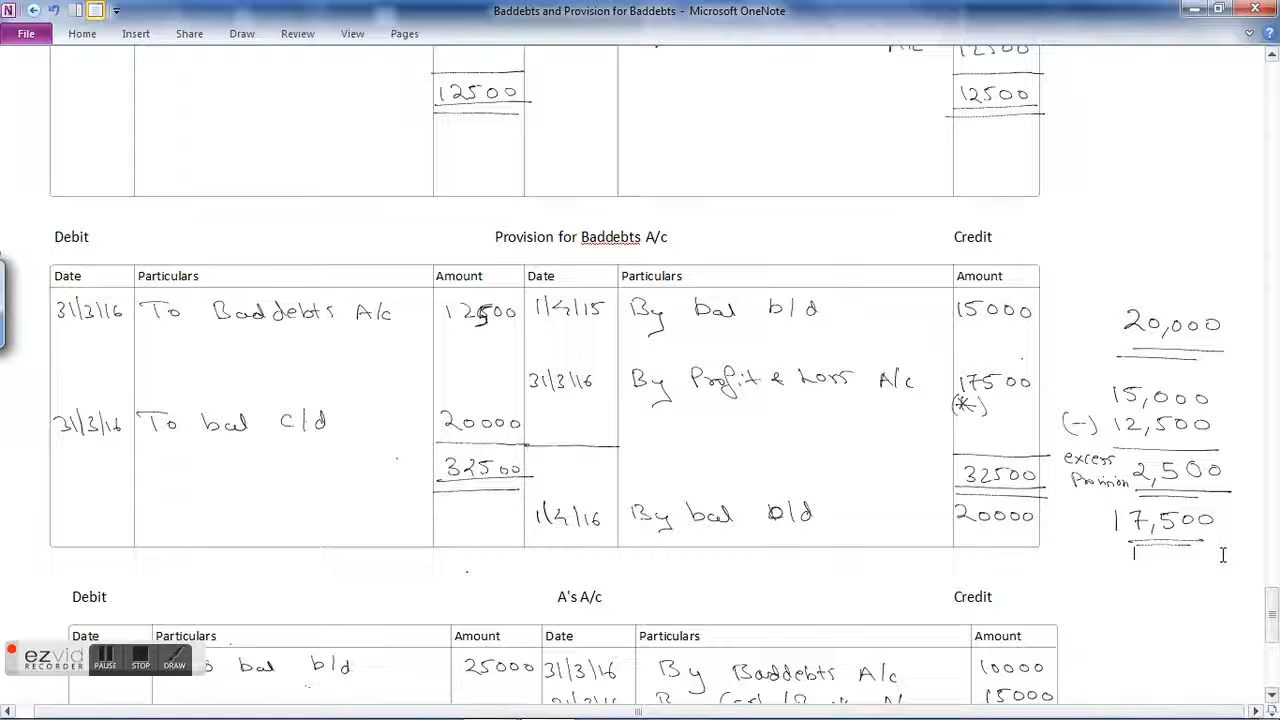 Baddebts and Provision for Baddebts - Microsoft OneNote
File Home Insert Share Draw Review View Pages
A/c 12500
12500 12500
Debit Provision for Baddebts A/c Credit
Date Particulars Amount Date Particulars Amount
31/3/16 To Baddebts A/c 12500 1/4/15 By bal b/d 15000
20,000
31/3/16 By Profit & Loss A/c 17500
(*)
15,000
31/3/16 To bal c/d 20000
(-) 12,500
32500 32500
excess Provision 2,500
1/4/16 By bal b/d 20000
17,500
Debit A's A/c Credit
Date Particulars Amount Date Particulars Amount
To bal b/d 25000 31/3/16 By Baddebts A/c 10000
15000
ezvid
RECORDER
PAUSE STOP DRAW